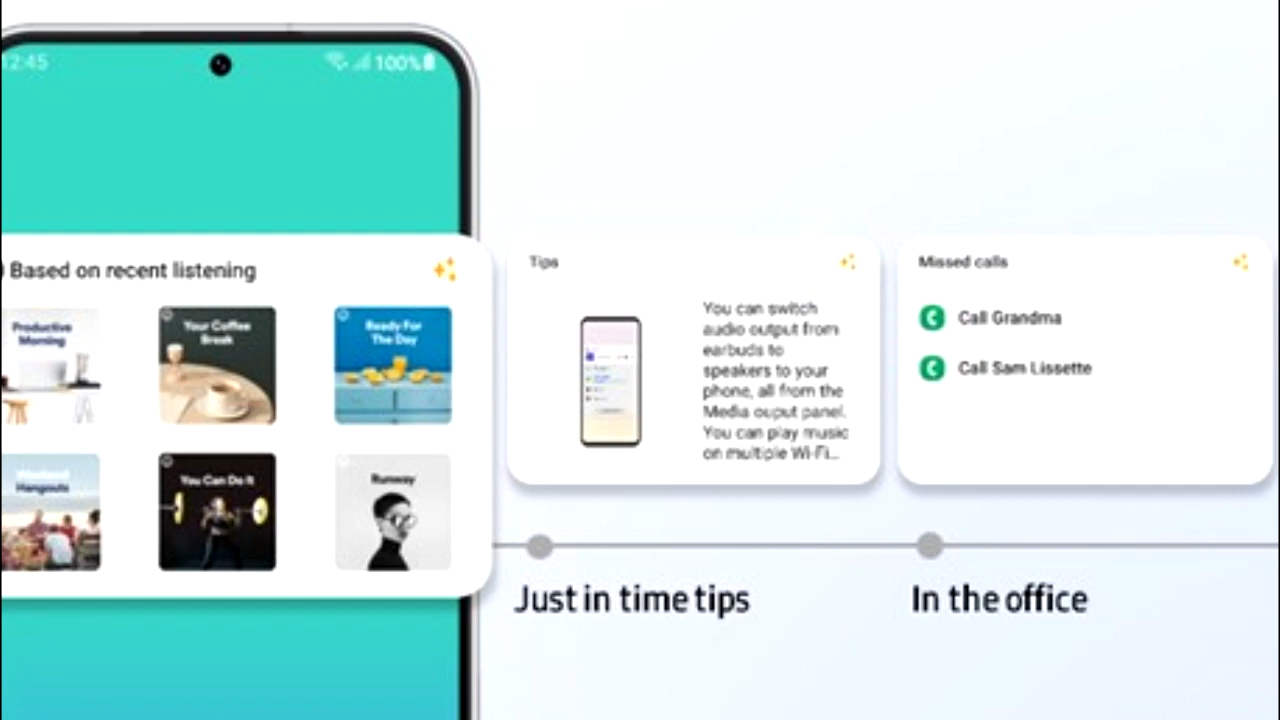 12:45
100%
Based on recent listening
Productive
Morning
Your Coffee
Break
Ready For
The Day
Weekend
Hangouts
You Can Do It
Runway
Tips
You can switch
audio output from
earbuds to
speakers to your
phone, all from the
Media ouput panel.
You can play music
on multiple Wi-Fi...
Missed calls
Call Grandma
Call Sam Lissette
Just in time tips
In the office